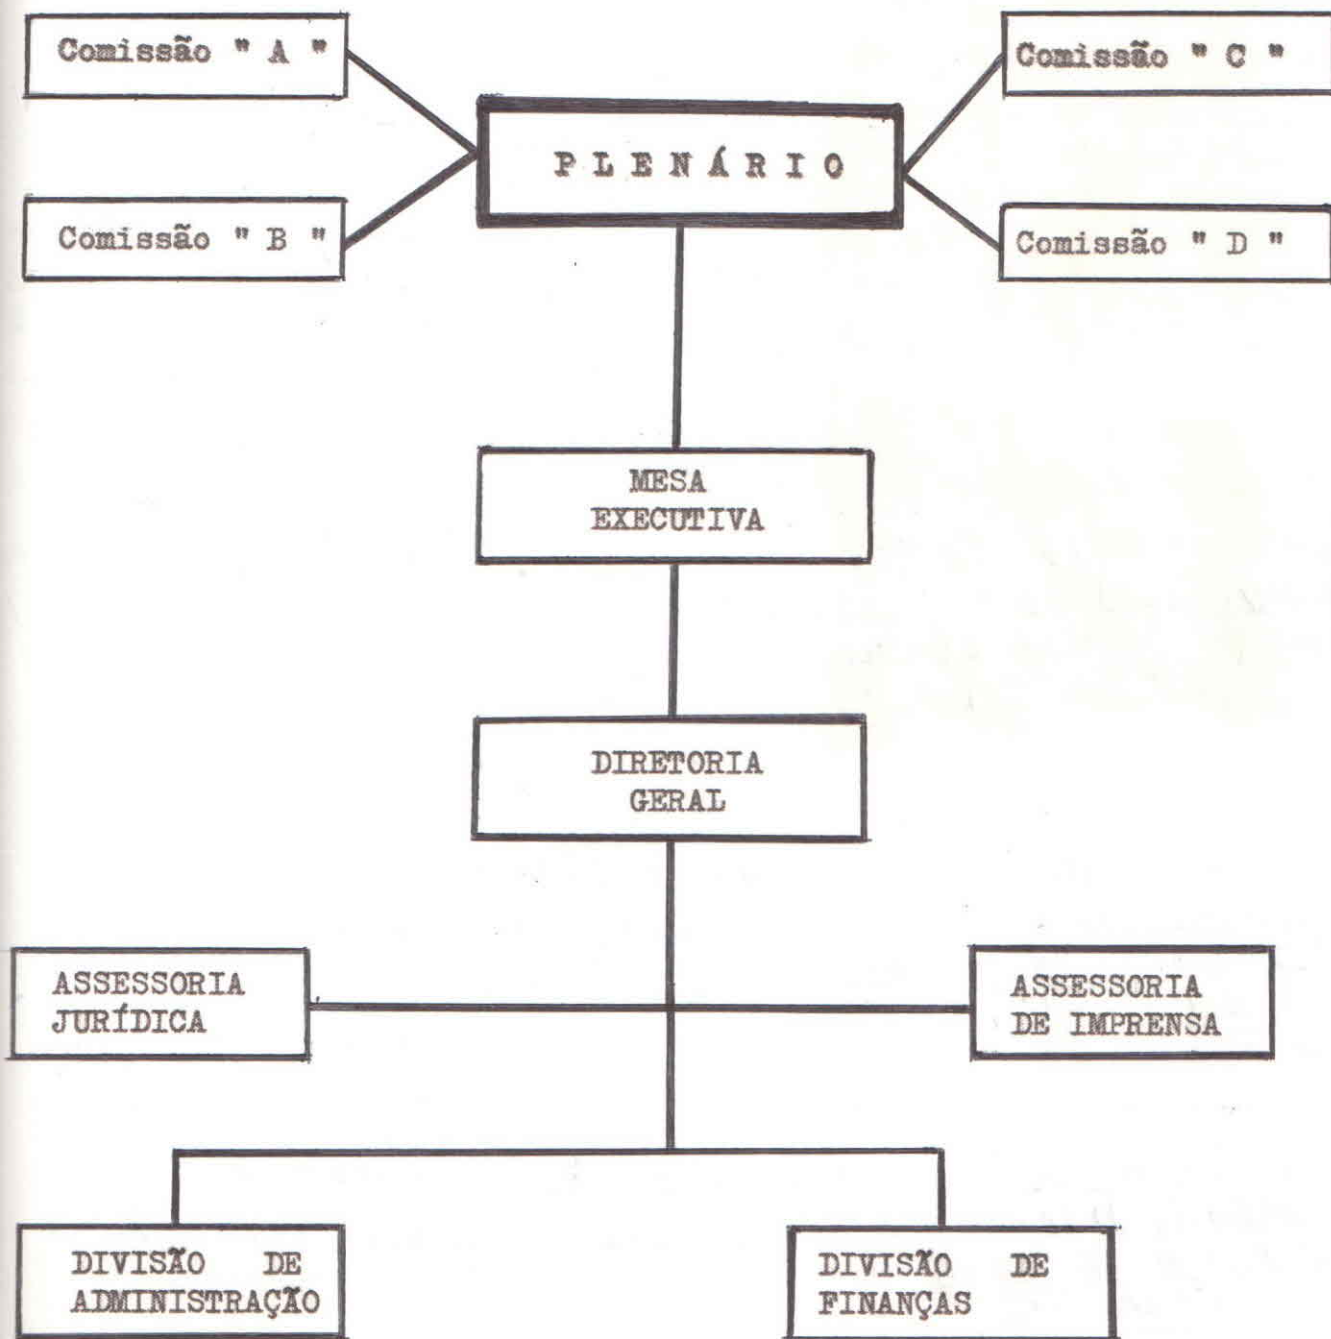 Comissão " A "
Comissão " C "
P L E N Á R I O
Comissão " B "
Comissão " D "
MESA
EXECUTIVA
DIRETORIA
GERAL
ASSESSORIA
JURÍDICA
ASSESSORIA
DE IMPRENSA
DIVISÃO DE
ADMINISTRAÇÃO
DIVISÃO DE
FINANÇAS